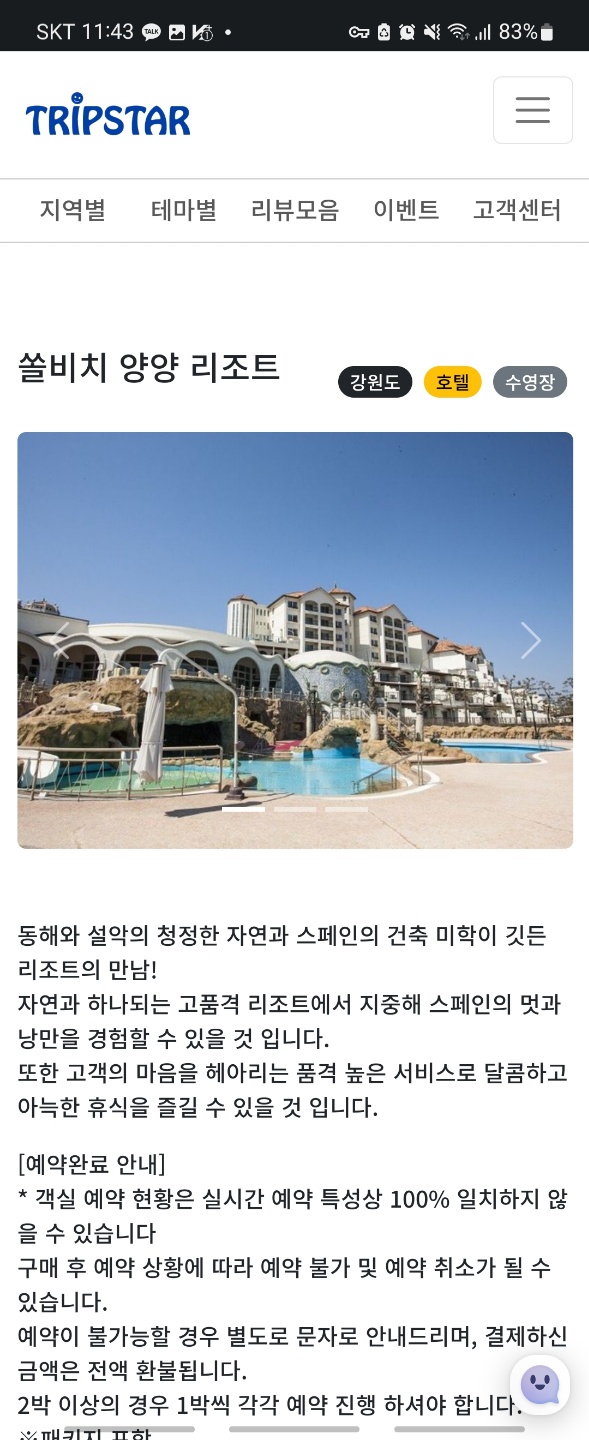 SKT 11:43 TALK 83%
TRiPSTAR
지역별 테마별 리뷰모음 이벤트 고객센터
쏠비치 양양 리조트
강원도 호텔 수영장
동해와 설악의 청정한 자연과 스페인의 건축 미학이 깃든
리조트의 만남!
자연과 하나되는 고품격 리조트에서 지중해 스페인의 멋과
낭만을 경험할 수 있을 것 입니다.
또한 고객의 마음을 헤아리는 품격 높은 서비스로 달콤하고
아늑한 휴식을 즐길 수 있을 것 입니다.
[예약완료 안내]
* 객실 예약 현황은 실시간 예약 특성상 100% 일치하지 않
을 수 있습니다
구매 후 예약 상황에 따라 예약 불가 및 예약 취소가 될 수
있습니다.
예약이 불가능할 경우 별도로 문자로 안내드리며, 결제하신
금액은 전액 환불됩니다.
2박 이상의 경우 1박씩 각각 예약 진행 하셔야 합니다.
※패키지 포함